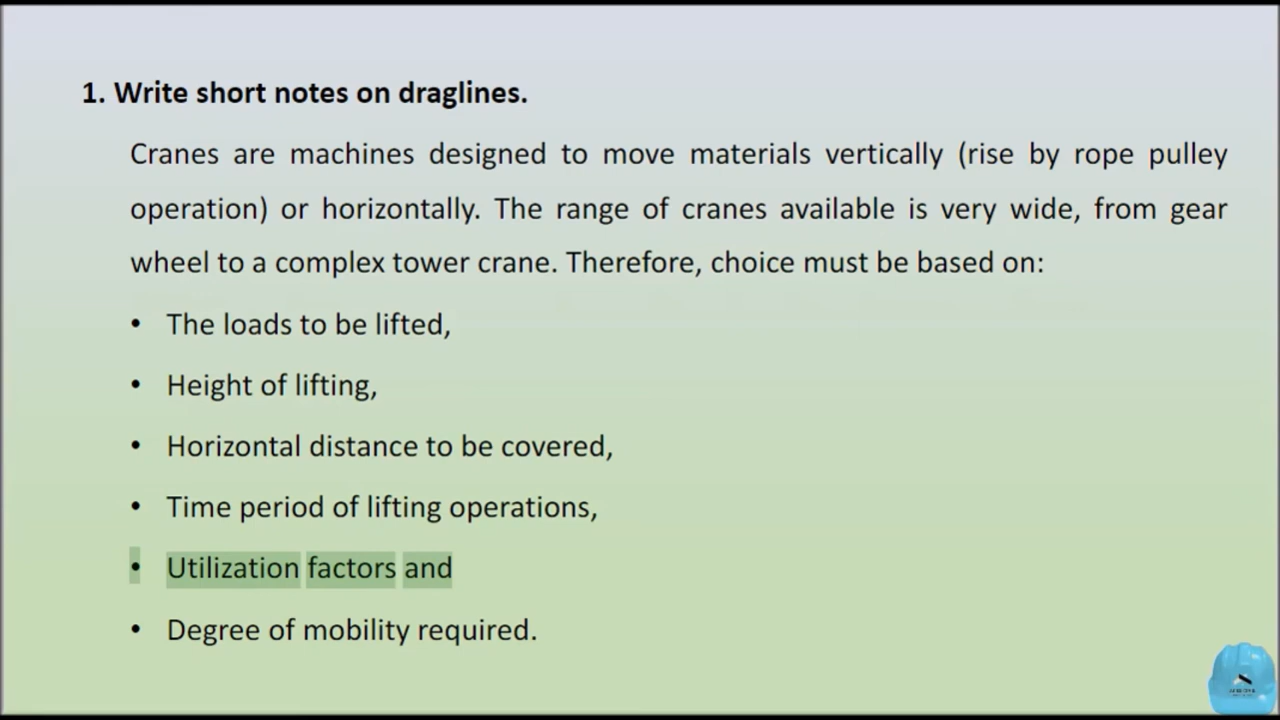 1. Write short notes on draglines.
Cranes are machines designed to move materials vertically (rise by rope pulley
operation) or horizontally. The range of cranes available is very wide, from gear
wheel to a complex tower crane. Therefore, choice must be based on:
• The loads to be lifted,
• Height of lifting,
• Horizontal distance to be covered,
• Time period of lifting operations,
• Utilization factors and
• Degree of mobility required.